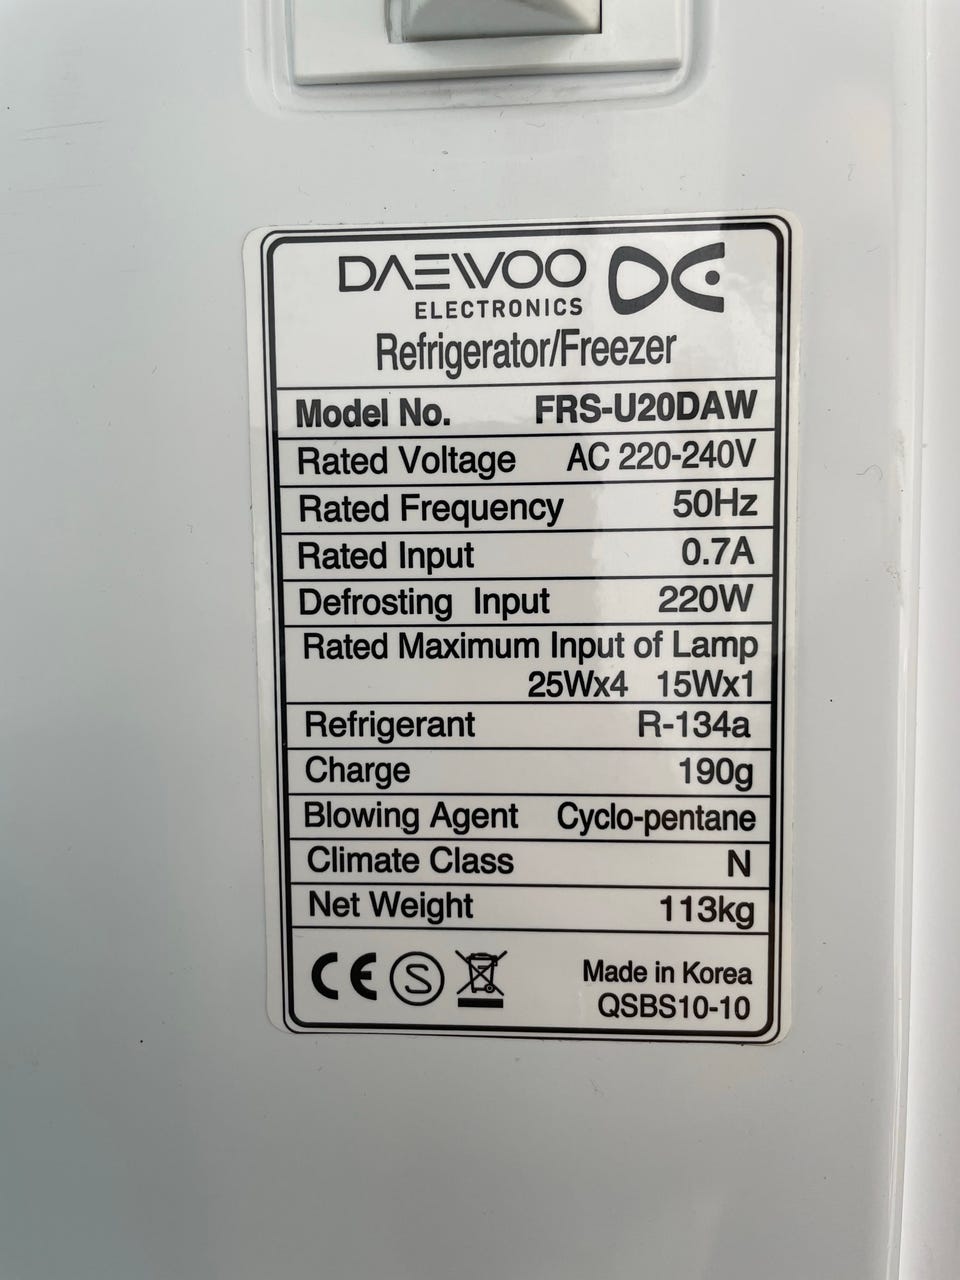 DAEWOO
ELECTRONICS
Refrigerator/Freezer
Model No. FRS-U20DAW
Rated Voltage AC 220-240V
Rated Frequency 50Hz
Rated Input 0.7A
Defrosting Input 220W
Rated Maximum Input of Lamp
25Wx4 15Wx1
Refrigerant R-134a
Charge 190g
Blowing Agent Cyclo-pentane
Climate Class N
Net Weight 113kg
CE S Made in Korea
QSBS10-10